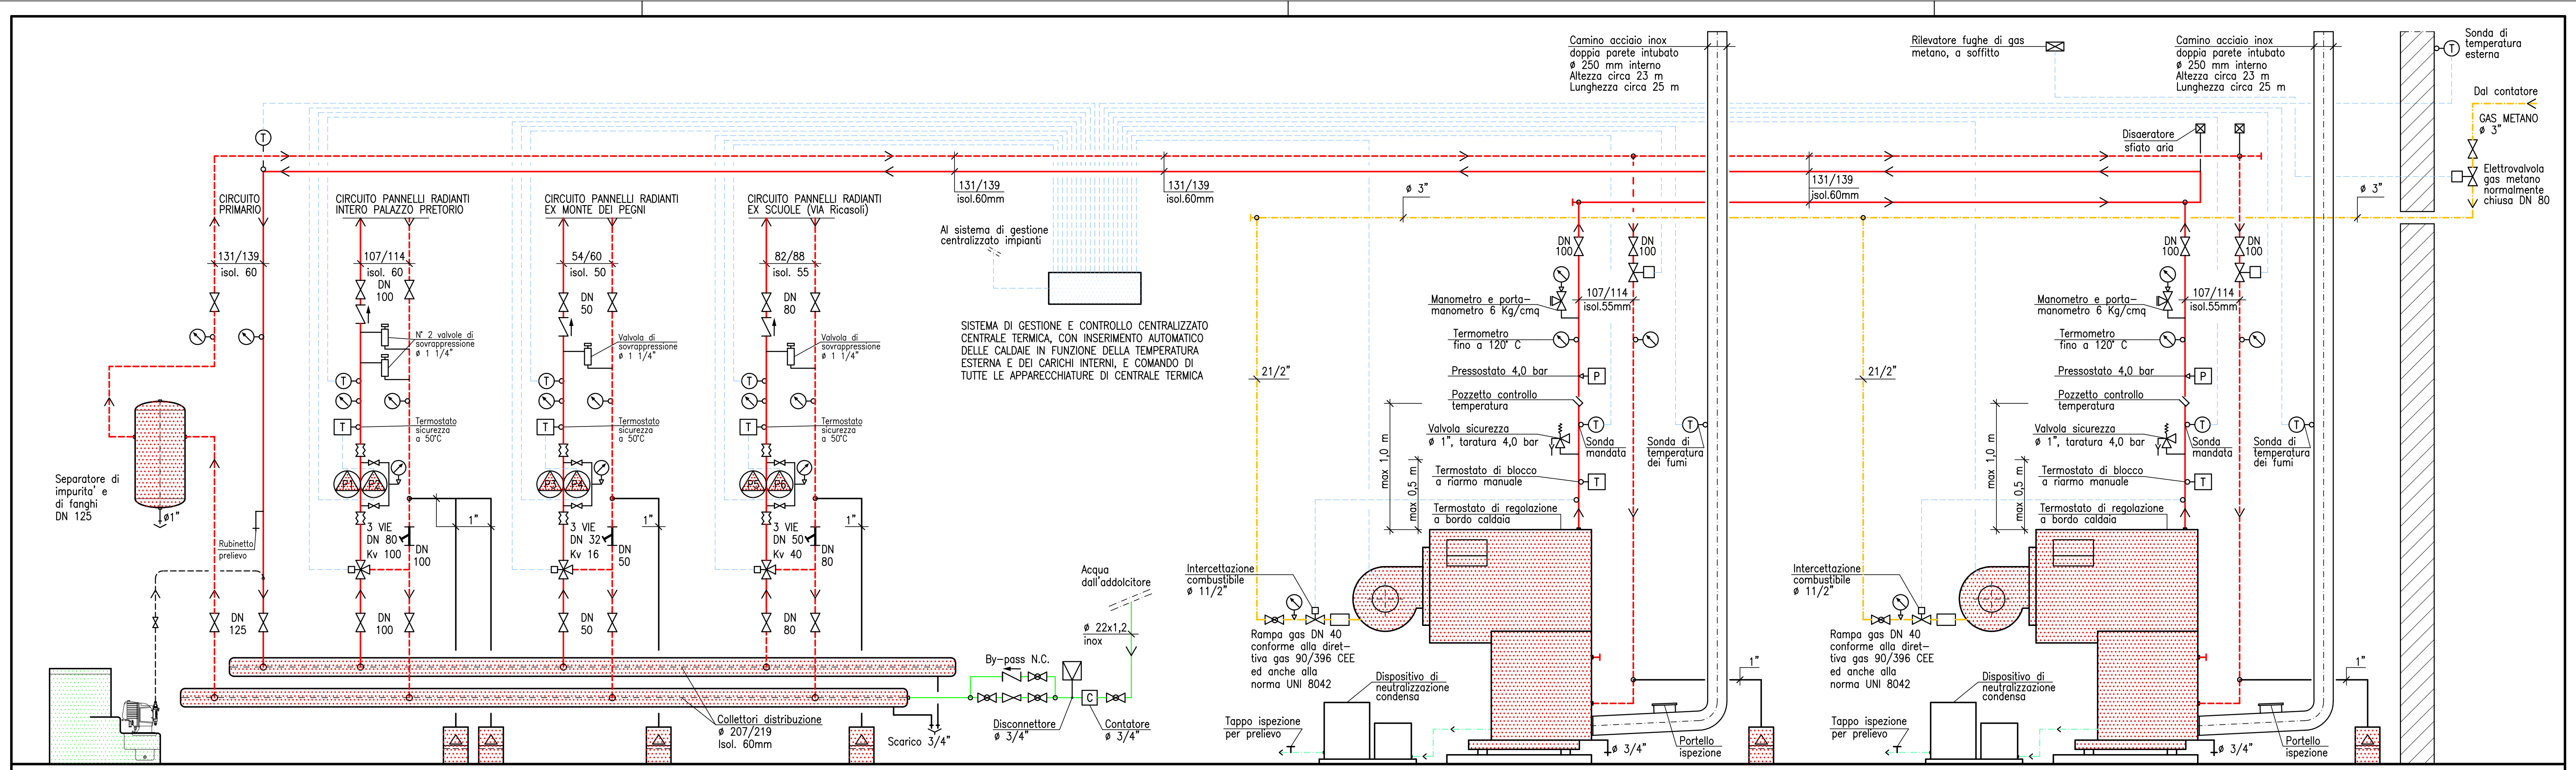 Camino acciaio inox
doppia parete intubato
ø 250 mm interno
Altezza circa 23 m
Lunghezza circa 25 m
Rilevatore fughe di gas
metano, a soffitto
Camino acciaio inox
doppia parete intubato
ø 250 mm interno
Altezza circa 23 m
Lunghezza circa 25 m
Sonda di
temperatura
esterna
T
Dal contatore
GAS METANO
ø 3"
Elettrovalvola
gas metano
normalmente
chiusa DN 80
ø 3"
Disaeratore
sfiato aria
T
131/139
isol.60mm
131/139
isol.60mm
131/139
isol.60mm
ø 3"
CIRCUITO
PRIMARIO
CIRCUITO PANNELLI RADIANTI
INTERO PALAZZO PRETORIO
CIRCUITO PANNELLI RADIANTI
EX MONTE DEI PEGNI
CIRCUITO PANNELLI RADIANTI
EX SCUOLE (VIA Ricasoli)
131/139
isol. 60
107/114
isol. 60
54/60
isol. 50
82/88
isol. 55
DN
100
DN
50
DN
80
N° 2 valvole di
sovrappressione
ø 1 1/4"
Valvola di
sovrappressione
ø 1 1/4"
Valvola di
sovrappressione
ø 1 1/4"
T
T
T
T
Termostato
sicurezza
a 50°C
T
Termostato
sicurezza
a 50°C
T
Termostato
sicurezza
a 50°C
P1
P2
P3
P4
P5
P6
1"
1"
1"
3 VIE
DN 80
Kv 100
DN
100
3 VIE
DN 32
Kv 16
DN
50
3 VIE
DN 50
Kv 40
DN
80
DN
125
DN
100
DN
50
DN
80
Separatore di
impurita' e
di fanghi
DN 125
ø1"
Rubinetto
prelievo
Al sistema di gestione
centralizzato impianti
SISTEMA DI GESTIONE E CONTROLLO CENTRALIZZATO
CENTRALE TERMICA, CON INSERIMENTO AUTOMATICO
DELLE CALDAIE IN FUNZIONE DELLA TEMPERATURA
ESTERNA E DEI CARICHI INTERNI, E COMANDO DI
TUTTE LE APPARECCHIATURE DI CENTRALE TERMICA
Acqua
dall'addolcitore
ø 22x1,2
inox
By-pass N.C.
C
Disconnettore
ø 3/4"
Contatore
ø 3/4"
Collettori distribuzione
ø 207/219
Isol. 60mm
Scarico 3/4"
DN
100
DN
100
Manometro e porta-
manometro 6 Kg/cmq
107/114
isol.55mm
Termometro
fino a 120° C
Pressostato 4,0 bar
P
Pozzetto controllo
temperatura
Valvola sicurezza
ø 1", taratura 4,0 bar
T
Sonda
mandata
T
Sonda di
temperatura
dei fumi
Termostato di blocco
a riarmo manuale
T
Termostato di regolazione
a bordo caldaia
max 1,0 m
max 0,5 m
21/2"
Intercettazione
combustibile
ø 11/2"
Rampa gas DN 40
conforme alla diret-
tiva gas 90/396 CEE
ed anche alla
norma UNI 8042
Dispositivo di
neutralizzazione
condensa
Tappo ispezione
per prelievo
ø 3/4"
Portello
ispezione
1"
DN
100
DN
100
Manometro e porta-
manometro 6 Kg/cmq
107/114
isol.55mm
Termometro
fino a 120° C
Pressostato 4,0 bar
P
Pozzetto controllo
temperatura
Valvola sicurezza
ø 1", taratura 4,0 bar
T
Sonda
mandata
T
Sonda di
temperatura
dei fumi
Termostato di blocco
a riarmo manuale
T
Termostato di regolazione
a bordo caldaia
max 1,0 m
max 0,5 m
21/2"
Intercettazione
combustibile
ø 11/2"
Rampa gas DN 40
conforme alla diret-
tiva gas 90/396 CEE
ed anche alla
norma UNI 8042
Dispositivo di
neutralizzazione
condensa
Tappo ispezione
per prelievo
ø 3/4"
Portello
ispezione
1"